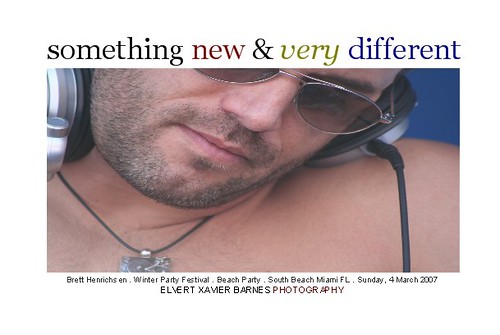 something new & very different
Brett Henrichsen . Winter Party Festival . Beach Party . South Beach Miami FL . Sunday, 4 March 2007
ELVERT XAVIER BARNES PHOTOGRAPHY